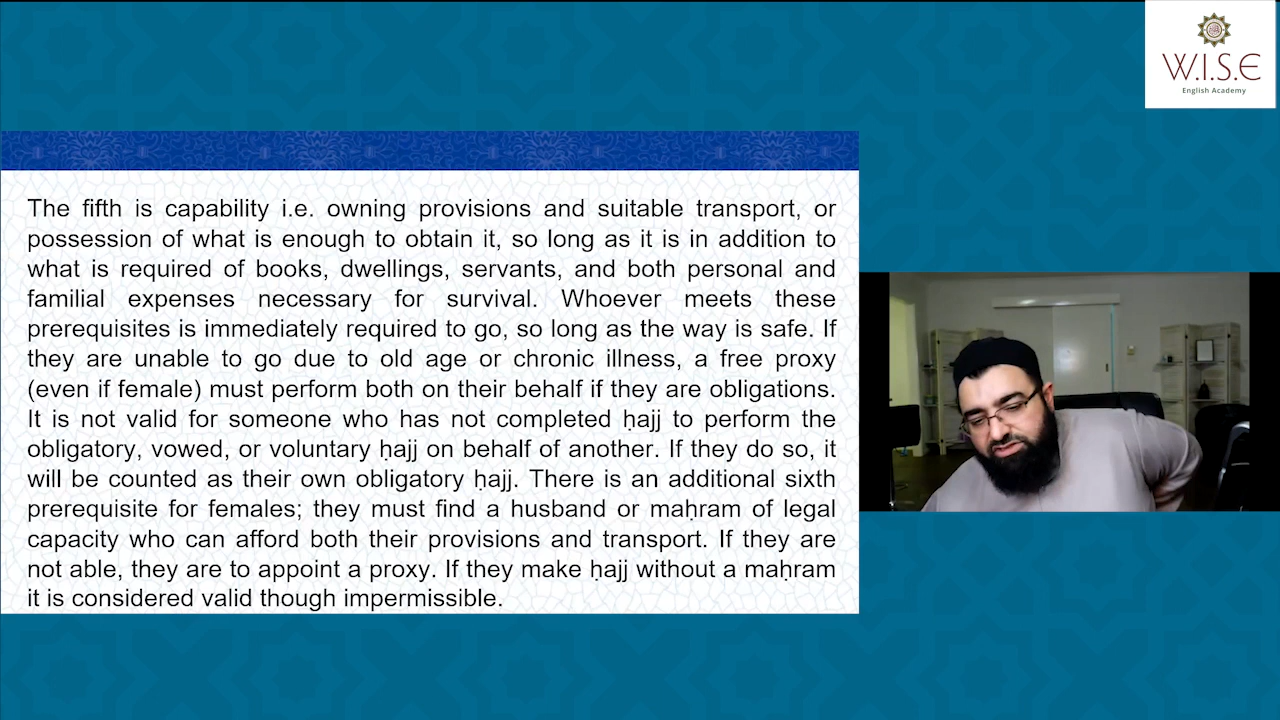 W.I.S.E
English Academy
The fifth is capability i.e. owning provisions and suitable transport, or
possession of what is enough to obtain it, so long as it is in addition to
what is required of books, dwellings, servants, and both personal and
familial expenses necessary for survival. Whoever meets these
prerequisites is immediately required to go, so long as the way is safe. If
they are unable to go due to old age or chronic illness, a free proxy
(even if female) must perform both on their behalf if they are obligations.
It is not valid for someone who has not completed ḥajj to perform the
obligatory, vowed, or voluntary ḥajj on behalf of another. If they do so, it
will be counted as their own obligatory ḥajj. There is an additional sixth
prerequisite for females; they must find a husband or maḥram of legal
capacity who can afford both their provisions and transport. If they are
not able, they are to appoint a proxy. If they make ḥajj without a maḥram
it is considered valid though impermissible.